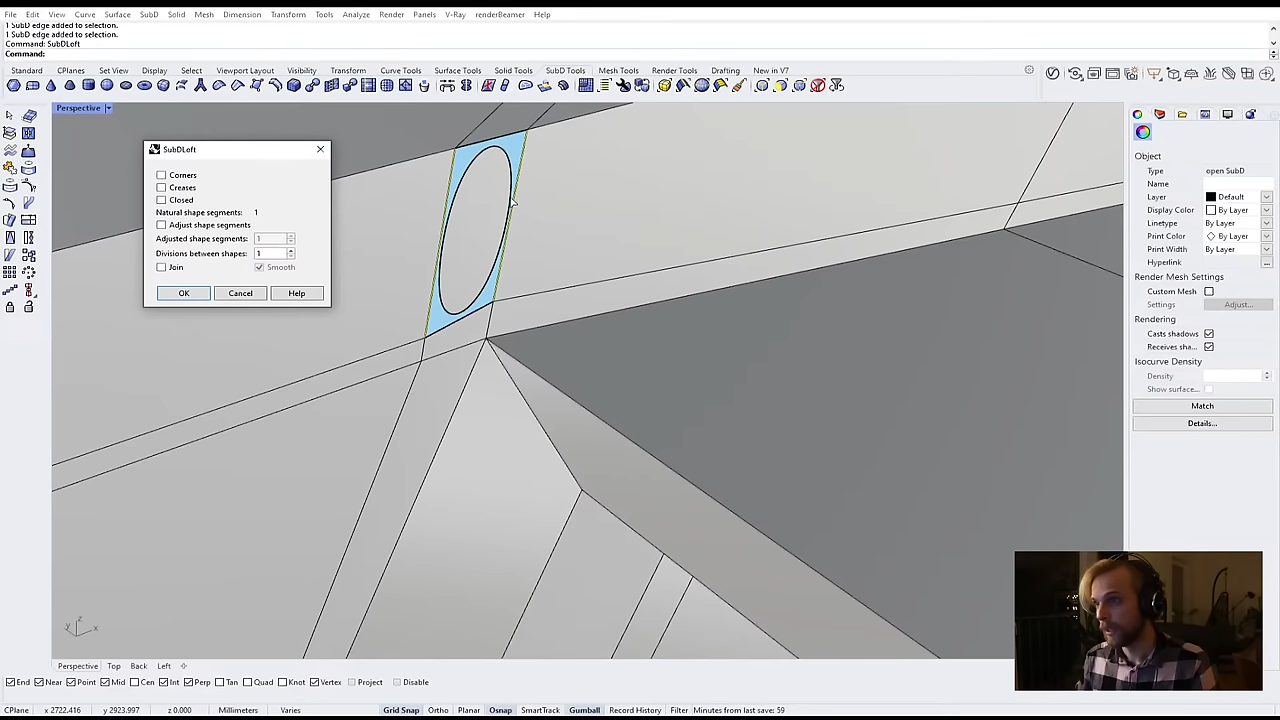 File Edit View Curve Surface SubD Solid Mesh Dimension Transform Tools Analyze Render Panels V-Ray renderBeamer Help
1 SubD edge added to selection.
1 SubD edge added to selection.
Command: SubDLoft
Command:
Standard CPlanes Set View Display Select Viewport Layout Visibility Transform Curve Tools Surface Tools Solid Tools SubD Tools Mesh Tools Render Tools Drafting New in V7
Perspective
SubDLoft
Corners
Creases
Closed
Natural shape segments: 1
Adjust shape segments
Adjusted shape segments: 1
Divisions between shapes: 1
Join Smooth
OK Cancel Help
Object
Type open SubD
Name
Layer Default
Display Color By Layer
Linetype By Layer
Print Color By Layer
Print Width By Layer
Hyperlink ...
Render Mesh Settings
Custom Mesh
Settings Adjust...
Rendering
Casts shadows
Receives sha...
Isocurve Density
Density
Show surface...
Match
Details...
z
y x
Perspective Top Back Left
End Near Point Mid Cen Int Perp Tan Quad Knot Vertex Project Disable
CPlane x 2722.416 y 2923.997 z 0.000 Millimeters Varies Grid Snap Ortho Planar Osnap SmartTrack Gumball Record History Filter Minutes from last save: 59